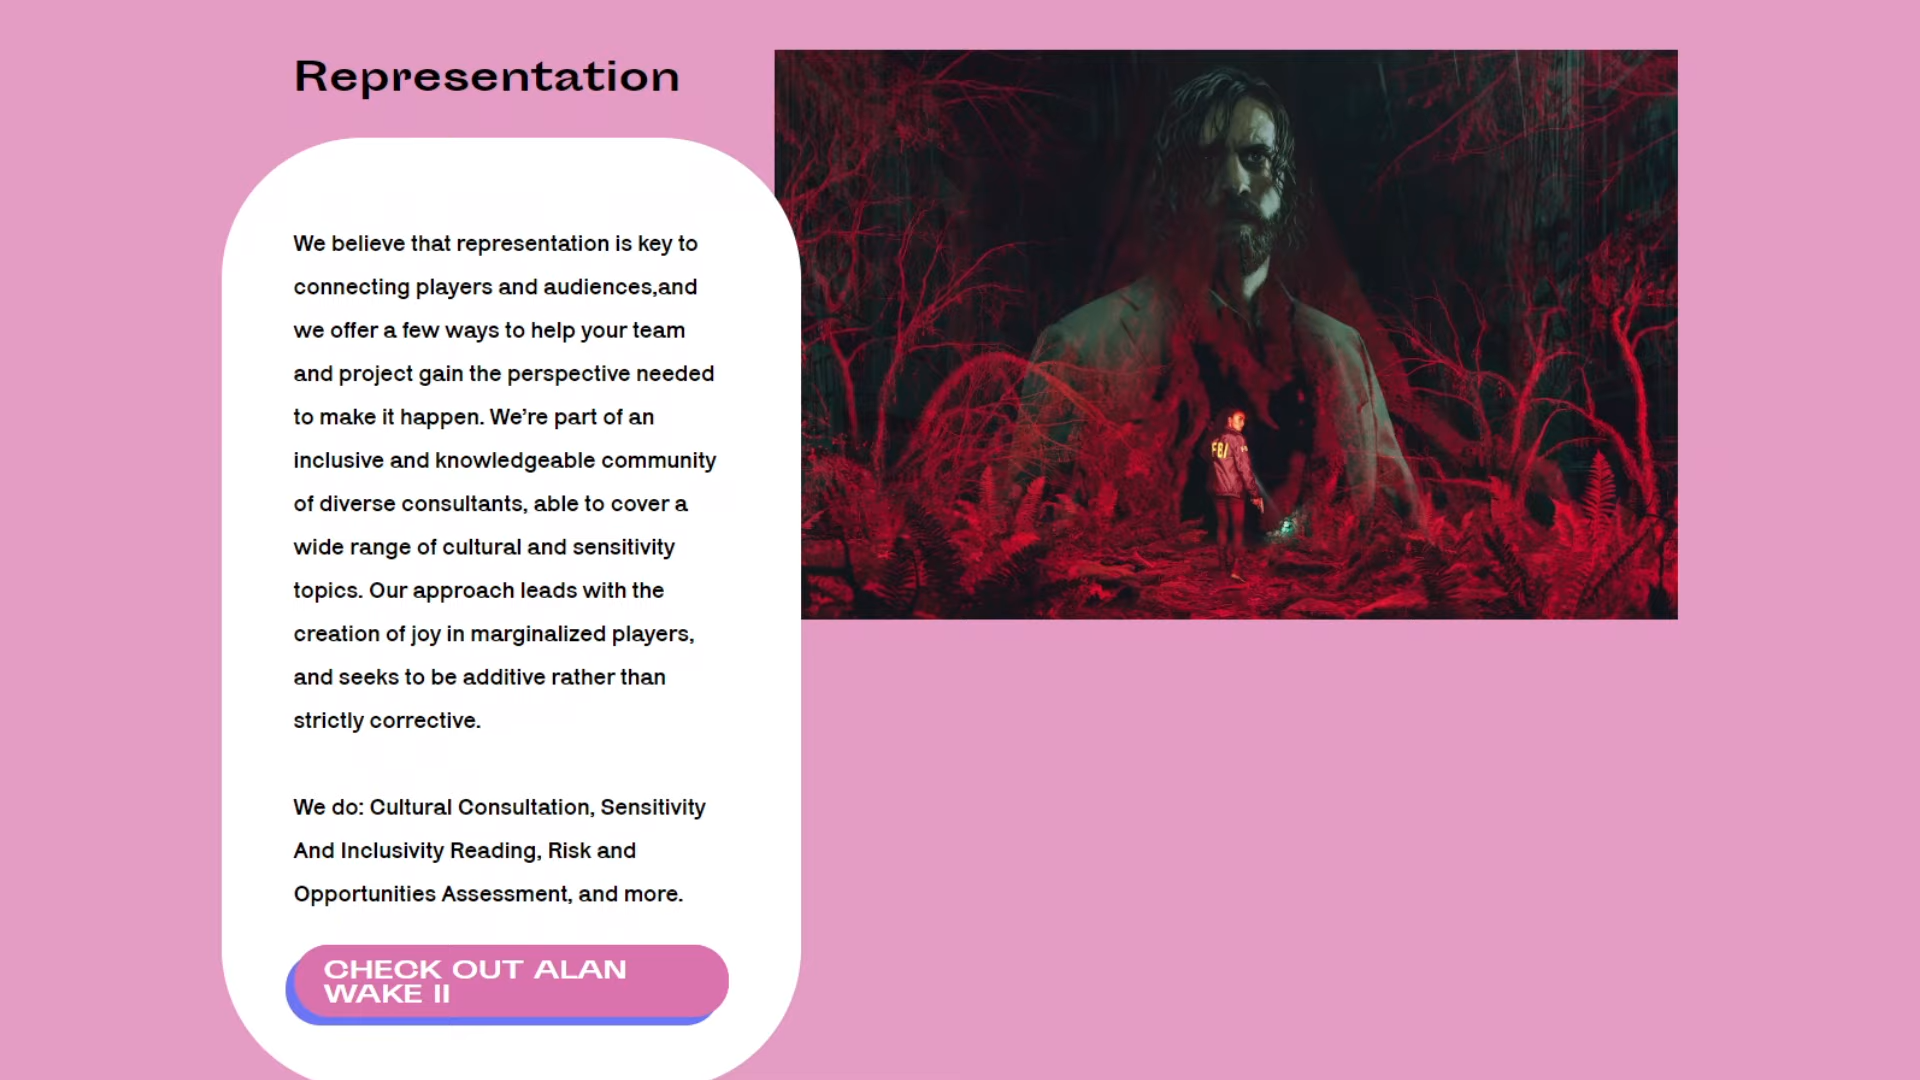 Representation
We believe that representation is key to
connecting players and audiences,and
we offer a few ways to help your team
and project gain the perspective needed
to make it happen. We’re part of an
inclusive and knowledgeable community
of diverse consultants, able to cover a
wide range of cultural and sensitivity
topics. Our approach leads with the
creation of joy in marginalized players,
and seeks to be additive rather than
strictly corrective.
We do: Cultural Consultation, Sensitivity
And Inclusivity Reading, Risk and
Opportunities Assessment, and more.
CHECK OUT ALAN
WAKE II
FBI